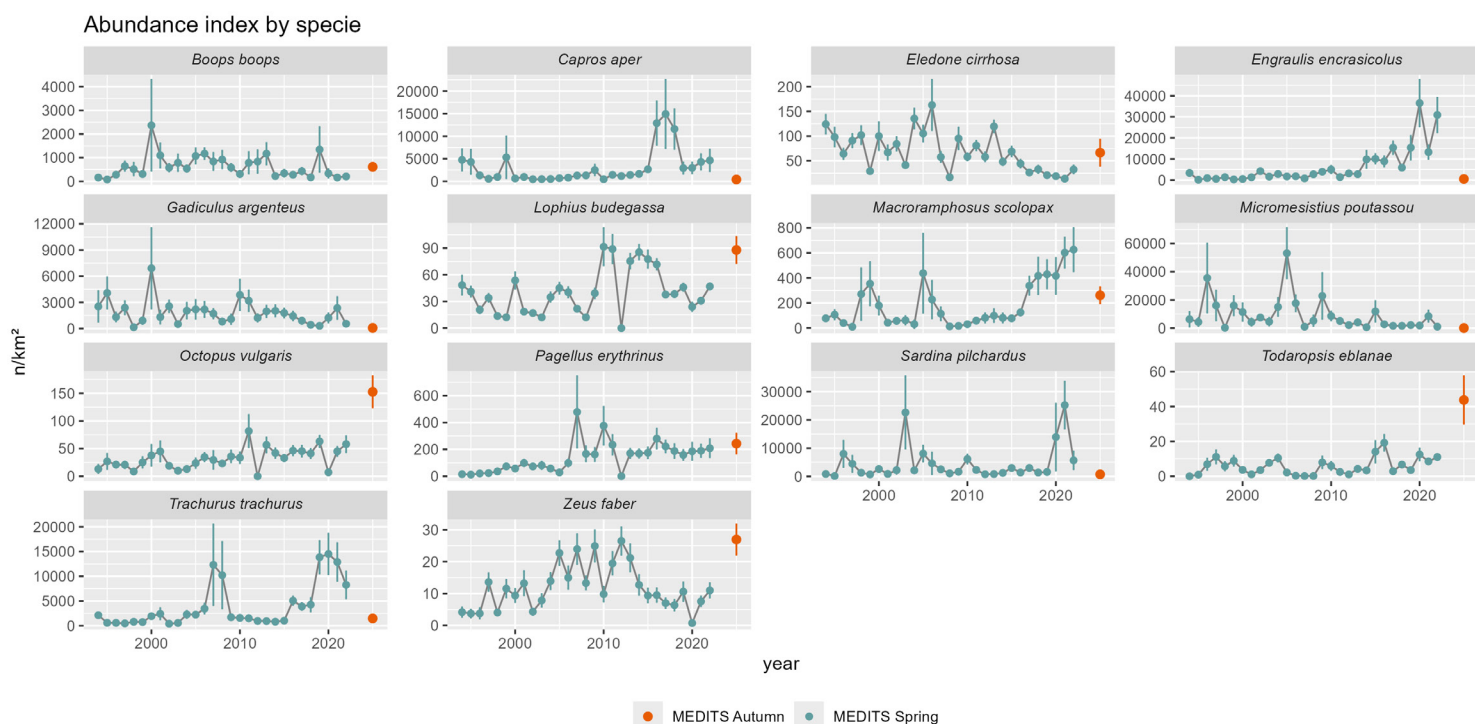 Abundance index by specie
Boops boops
Capros aper
Eledone cirrhosa
Engraulis encrasicolus
4000
3000
2000
1000
0
20000
15000
10000
5000
0
200
150
100
50
40000
30000
20000
10000
0
Gadiculus argenteus
Lophius budegassa
Macroramphosus scolopax
Micromesistius poutassou
12000
9000
6000
3000
0
90
60
30
0
800
600
400
200
0
60000
40000
20000
0
n/km²
Octopus vulgaris
Pagellus erythrinus
Sardina pilchardus
Todaropsis eblanae
150
100
50
0
600
400
200
0
30000
20000
10000
0
60
40
20
0
2000 2010 2020
2000 2010 2020
Trachurus trachurus
Zeus faber
20000
15000
10000
5000
0
30
20
10
0
2000 2010 2020
2000 2010 2020
year
MEDITS Autumn MEDITS Spring